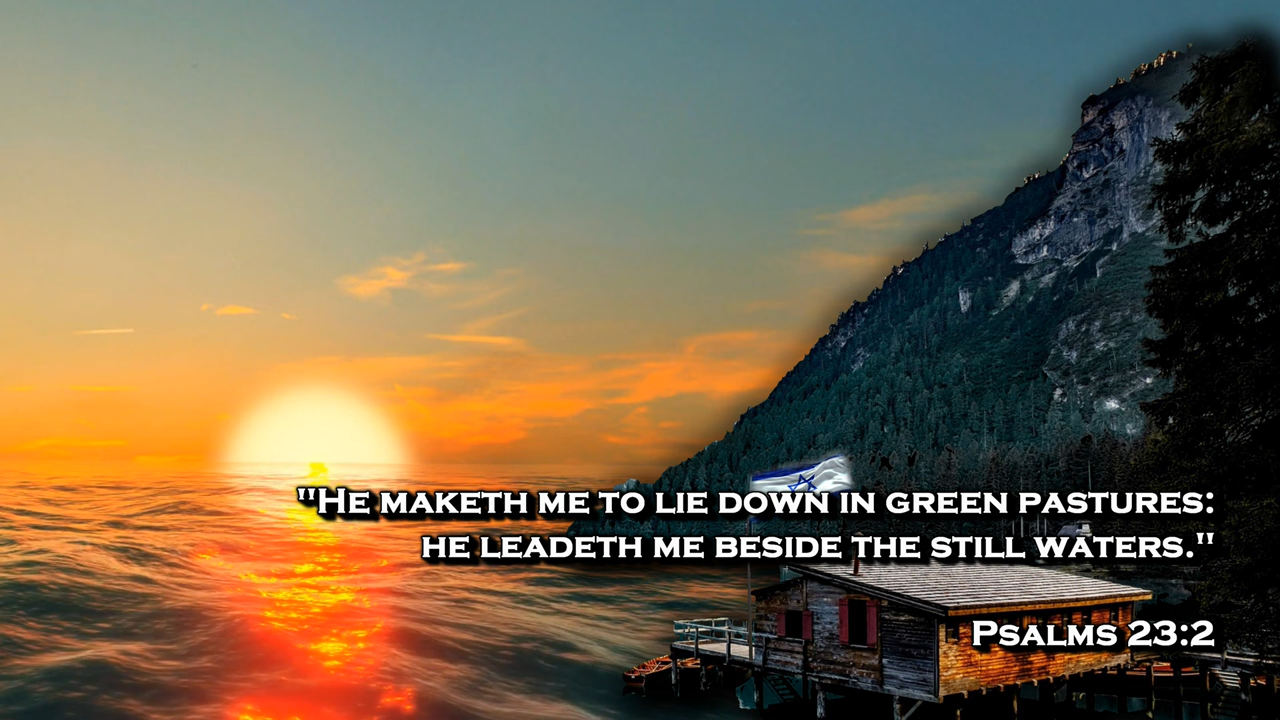 "He maketh me to lie down in green pastures:
he leadeth me beside the still waters."
Psalms 23:2